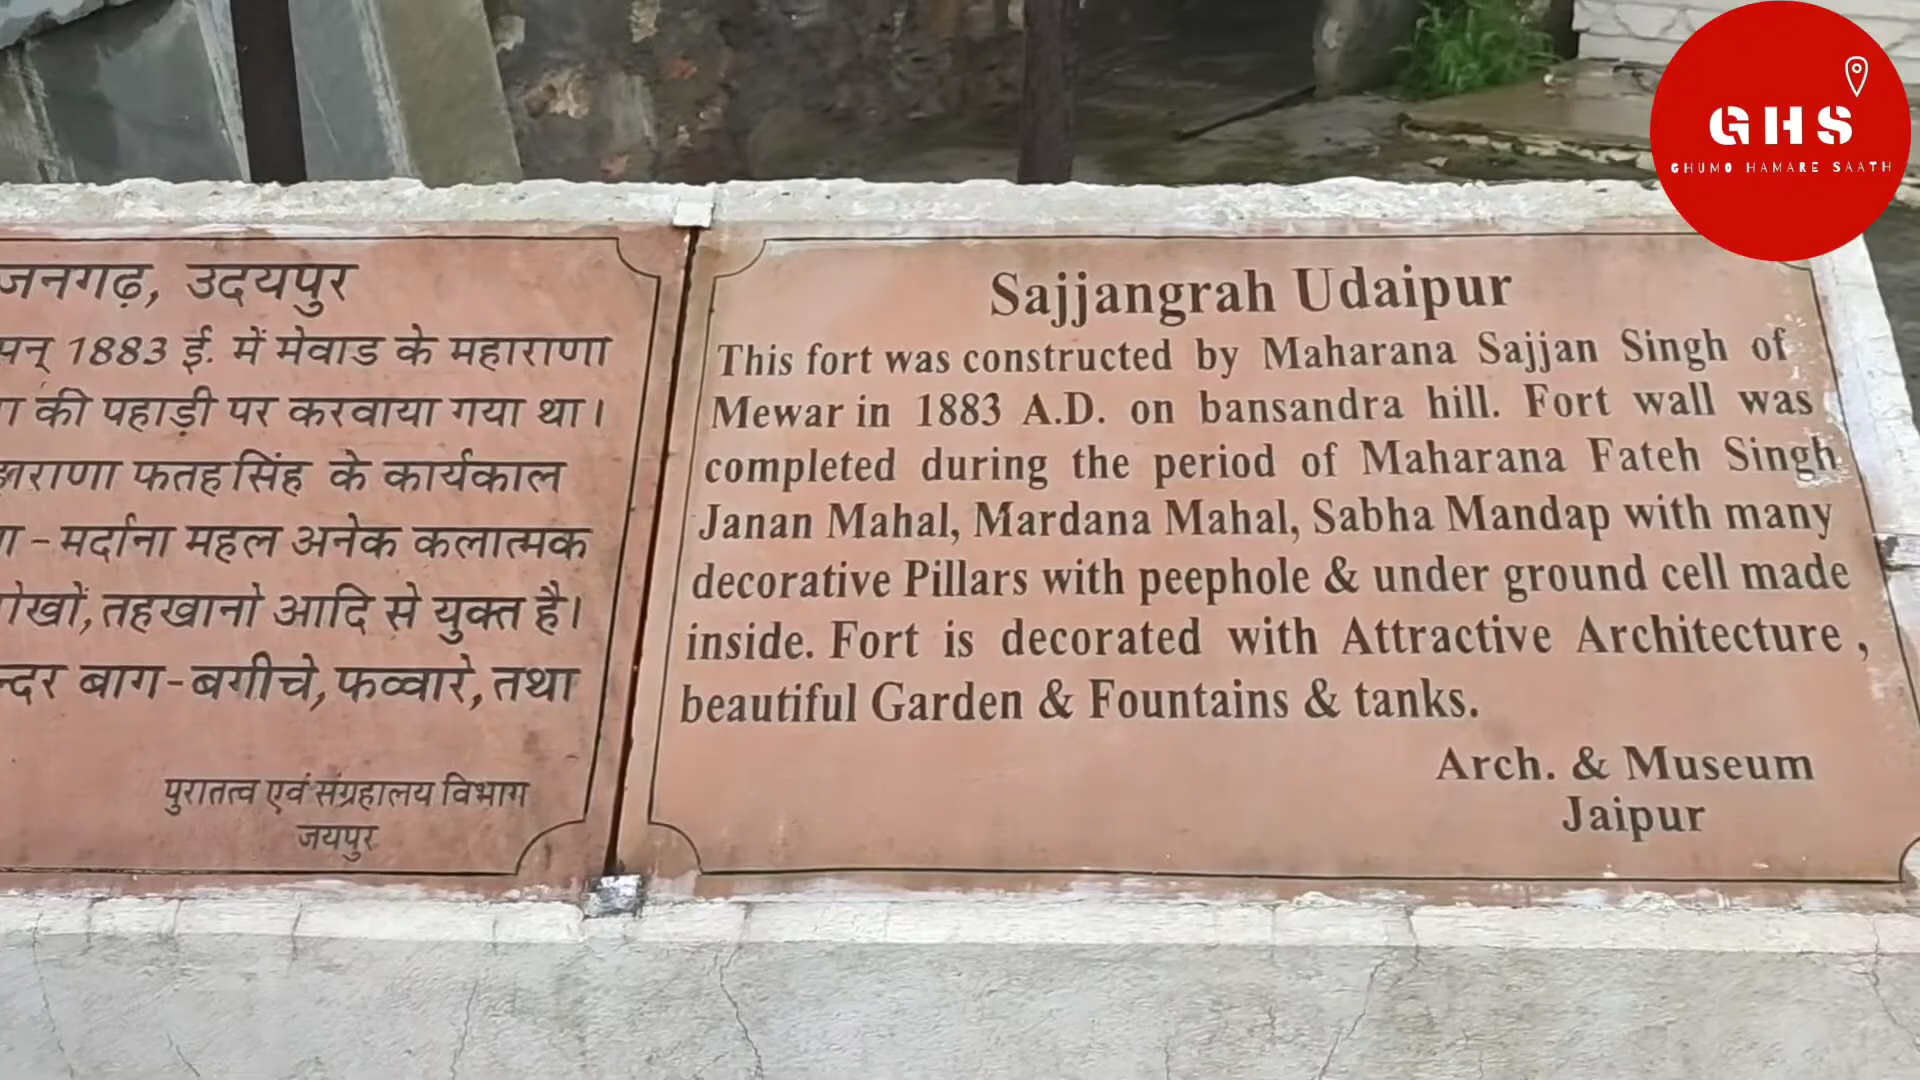 GHS
GHUMO HAMARE SAATH
उदयपुर
1883 ई. में मेवाड के महाराणा
की पहाड़ी पर करवाया गया था।
फतहसिंह के कार्यकाल
- मर्दाना महल अनेक कलात्मक
तहखानो आदि से युक्त है।
बाग-बगीचे, फव्वारे, तथा
पुरातत्व एवं संग्रहालय विभाग
जयपुर
Sajjangrah Udaipur
This fort was constructed by Maharana Sajjan Singh of
Mewar in 1883 A.D. on bansandra hill. Fort wall was
completed during the period of Maharana Fateh Singh
Janan Mahal, Mardana Mahal, Sabha Mandap with many
decorative Pillars with peephole & under ground cell made
inside. Fort is decorated with Attractive Architecture ,
beautiful Garden & Fountains & tanks.
Arch. & Museum
Jaipur